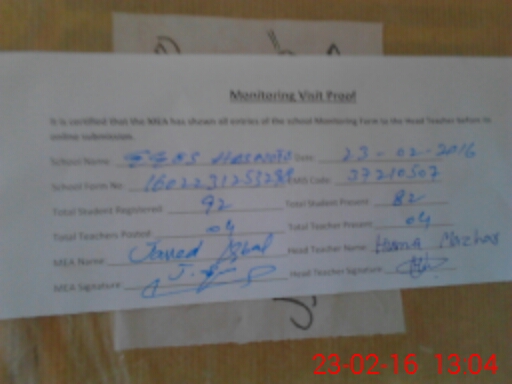 Monitoring Visit Proof
It is certified that the MEA has shown all entries of the school Monitoring Form to the Head Teacher before its
online submission.
School Name: Date: 23-02-2016
School Form No: EMIS Code: 37210507
Total Student Registered: 92 Total Student Present: 82
Total Teachers Posted: 04 Total Teacher Present: 04
MEA Name: Javed Iqbal Head Teacher Name: Husna Mazhar
MEA Signature: Head Teacher Signature:
23-02-16 13:04